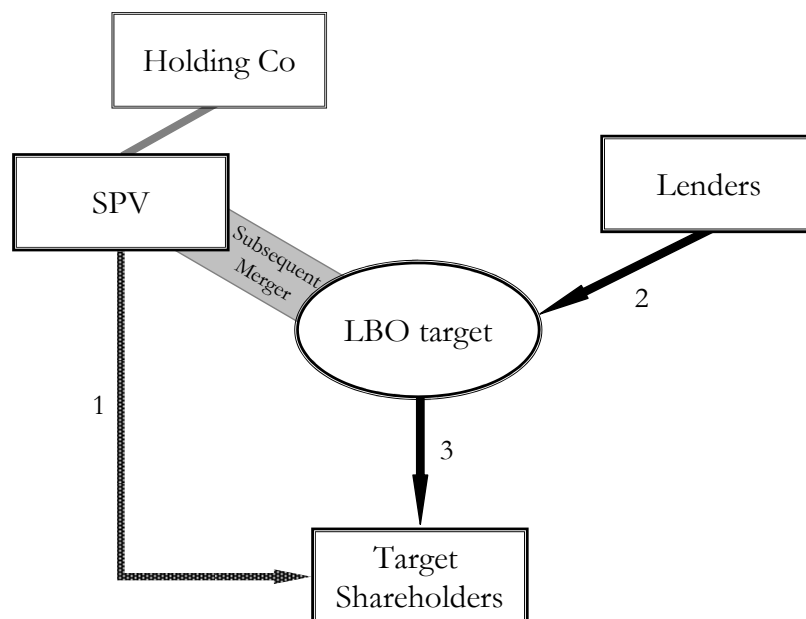 Holding Co
SPV
Lenders
Subsequent
Merger
2
LBO target
1
3
Target
Shareholders